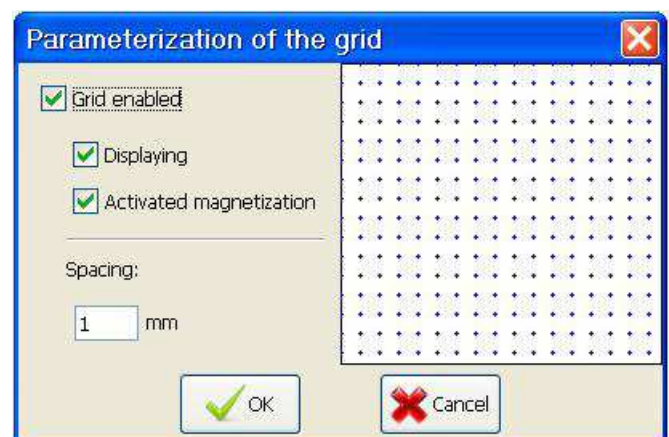 Parameterization of the grid
Grid enabled
Displaying
Activated magnetization
Spacing:
1 mm
OK Cancel